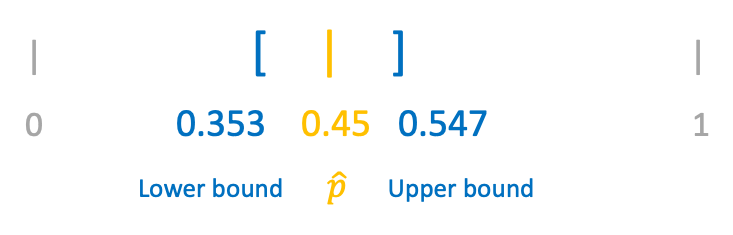 | [ | ] |
0 0.353 0.45 0.547 1
Lower bound p̂ Upper bound